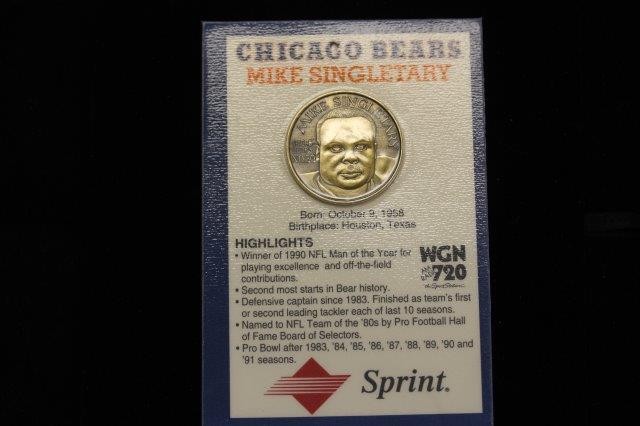 CHICAGO BEARS
MIKE SINGLETARY
MIKE SINGLETARY
Born: October 9, 1958
Birthplace: Houston, Texas
HIGHLIGHTS
• Winner of 1990 NFL Man of the Year for
playing excellence and off-the-field
contributions.
• Second most starts in Bear history.
• Defensive captain since 1983. Finished as team's first
or second leading tackler each of last 10 seasons.
• Named to NFL Team of the '80s by Pro Football Hall
of Fame Board of Selectors.
• Pro Bowl after 1983, '84, '85, '86, '87, '88, '89, '90 and
'91 seasons.
WGN
720
Sprint.